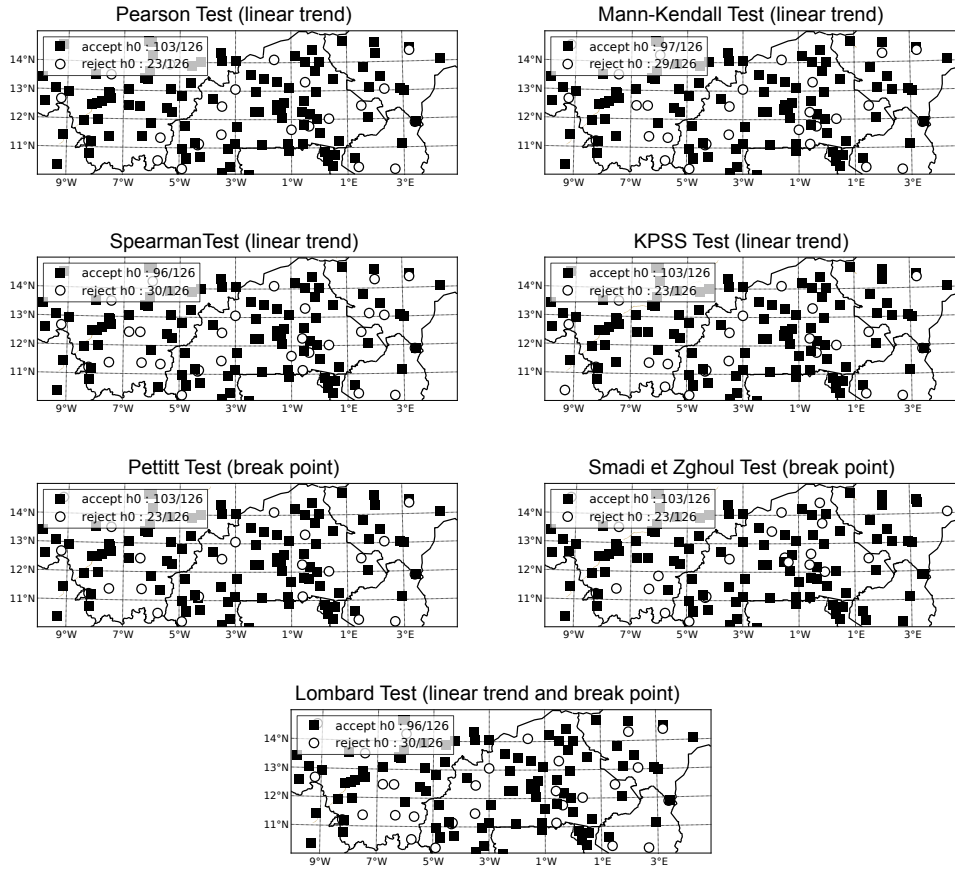 Pearson Test (linear trend)
accept h0 : 103/126
reject h0 : 23/126
14°N
13°N
12°N
11°N
9°W 7°W 5°W 3°W 1°W 1°E 3°E
Mann-Kendall Test (linear trend)
accept h0 : 97/126
reject h0 : 29/126
14°N
13°N
12°N
11°N
9°W 7°W 5°W 3°W 1°W 1°E 3°E
SpearmanTest (linear trend)
accept h0 : 96/126
reject h0 : 30/126
14°N
13°N
12°N
11°N
9°W 7°W 5°W 3°W 1°W 1°E 3°E
KPSS Test (linear trend)
accept h0 : 103/126
reject h0 : 23/126
14°N
13°N
12°N
11°N
9°W 7°W 5°W 3°W 1°W 1°E 3°E
Pettitt Test (break point)
accept h0 : 103/126
reject h0 : 23/126
14°N
13°N
12°N
11°N
9°W 7°W 5°W 3°W 1°W 1°E 3°E
Smadi et Zghoul Test (break point)
accept h0 : 103/126
reject h0 : 23/126
14°N
13°N
12°N
11°N
9°W 7°W 5°W 3°W 1°W 1°E 3°E
Lombard Test (linear trend and break point)
accept h0 : 96/126
reject h0 : 30/126
14°N
13°N
12°N
11°N
9°W 7°W 5°W 3°W 1°W 1°E 3°E